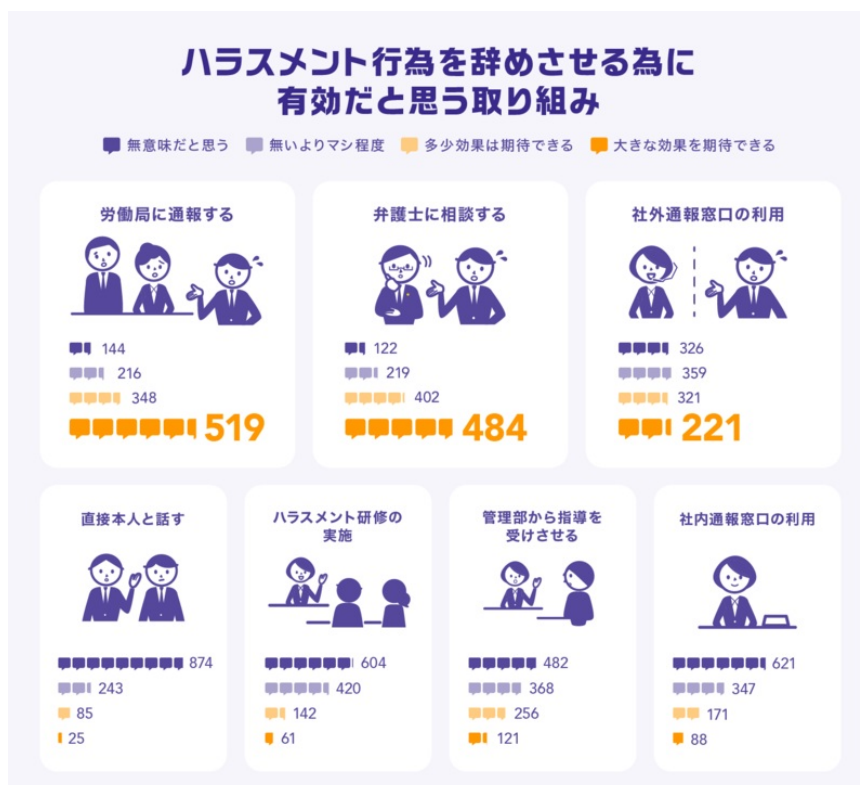 ハラスメント行為を辞めさせる為に
有効だと思う取り組み
無意味だと思う 無いよりマシ程度 多少効果は期待できる 大きな効果を期待できる
労働局に通報する
144
216
348
519
弁護士に相談する
122
219
402
484
社外通報窓口の利用
326
359
321
221
直接本人と話す
874
243
85
25
ハラスメント研修の
実施
604
420
142
61
管理部から指導を
受けさせる
482
368
256
121
社内通報窓口の利用
621
347
171
88